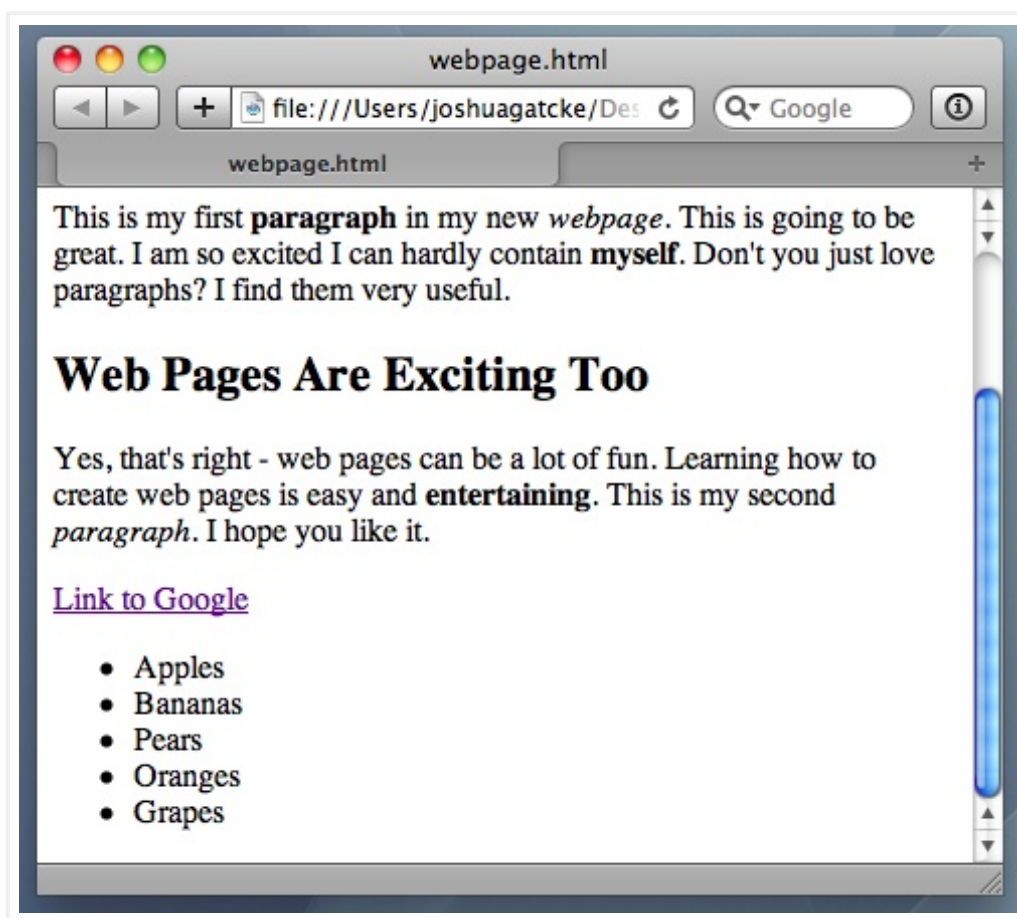 webpage.html
file:///Users/joshuagatcke/Des
Google
webpage.html
This is my first paragraph in my new webpage. This is going to be
great. I am so excited I can hardly contain myself. Don't you just love
paragraphs? I find them very useful.
Web Pages Are Exciting Too
Yes, that's right - web pages can be a lot of fun. Learning how to
create web pages is easy and entertaining. This is my second
paragraph. I hope you like it.
Link to Google
• Apples
• Bananas
• Pears
• Oranges
• Grapes